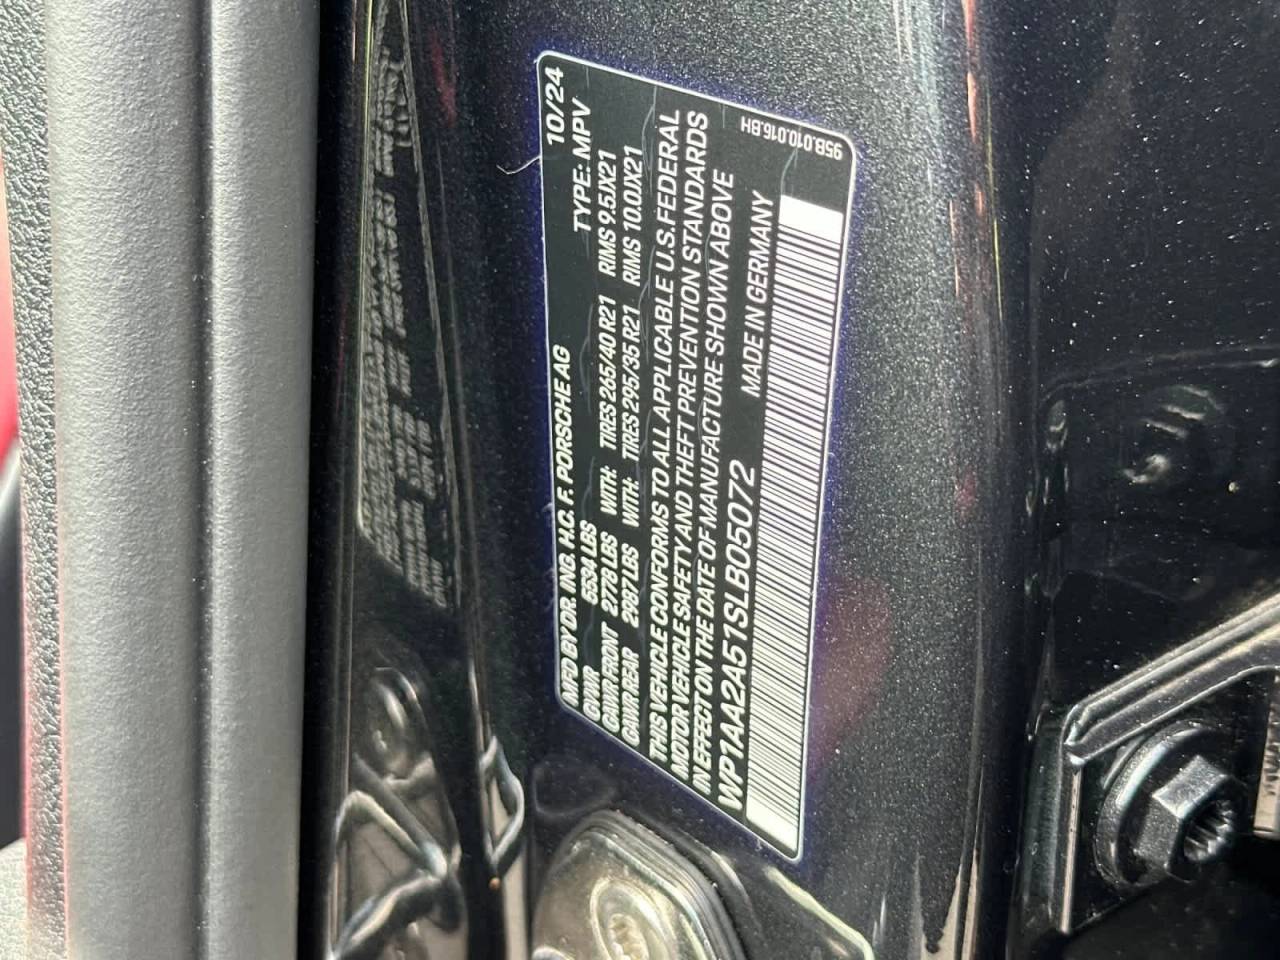 MFD BY DR. ING. H.C. F. PORSCHE AG 10/24
GVWR 6534 LBS TYPE: MPV
GAWR FRONT 2778 LBS WITH: TIRES 265/40 R21 RIMS 9.5JX21
GAWR REAR 2987 LBS WITH: TIRES 295/35 R21 RIMS 10.0JX21
THIS VEHICLE CONFORMS TO ALL APPLICABLE U.S. FEDERAL
MOTOR VEHICLE SAFETY AND THEFT PREVENTION STANDARDS
IN EFFECT ON THE DATE OF MANUFACTURE SHOWN ABOVE
WP1AA2A51SLB05072 MADE IN GERMANY
95B.010.016.BH